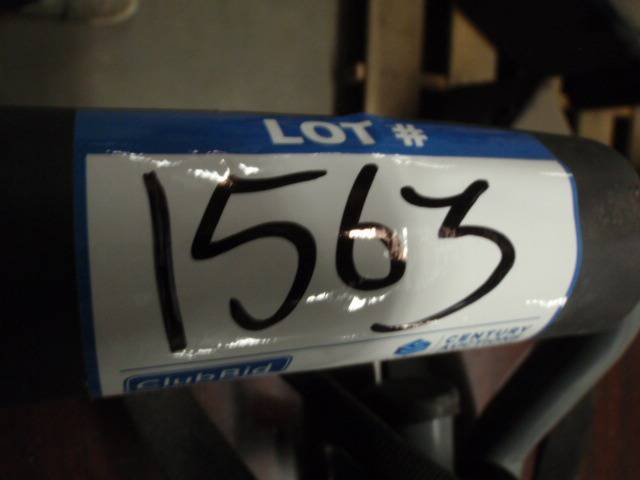 LOT #
1563
ClubBid
CENTURY